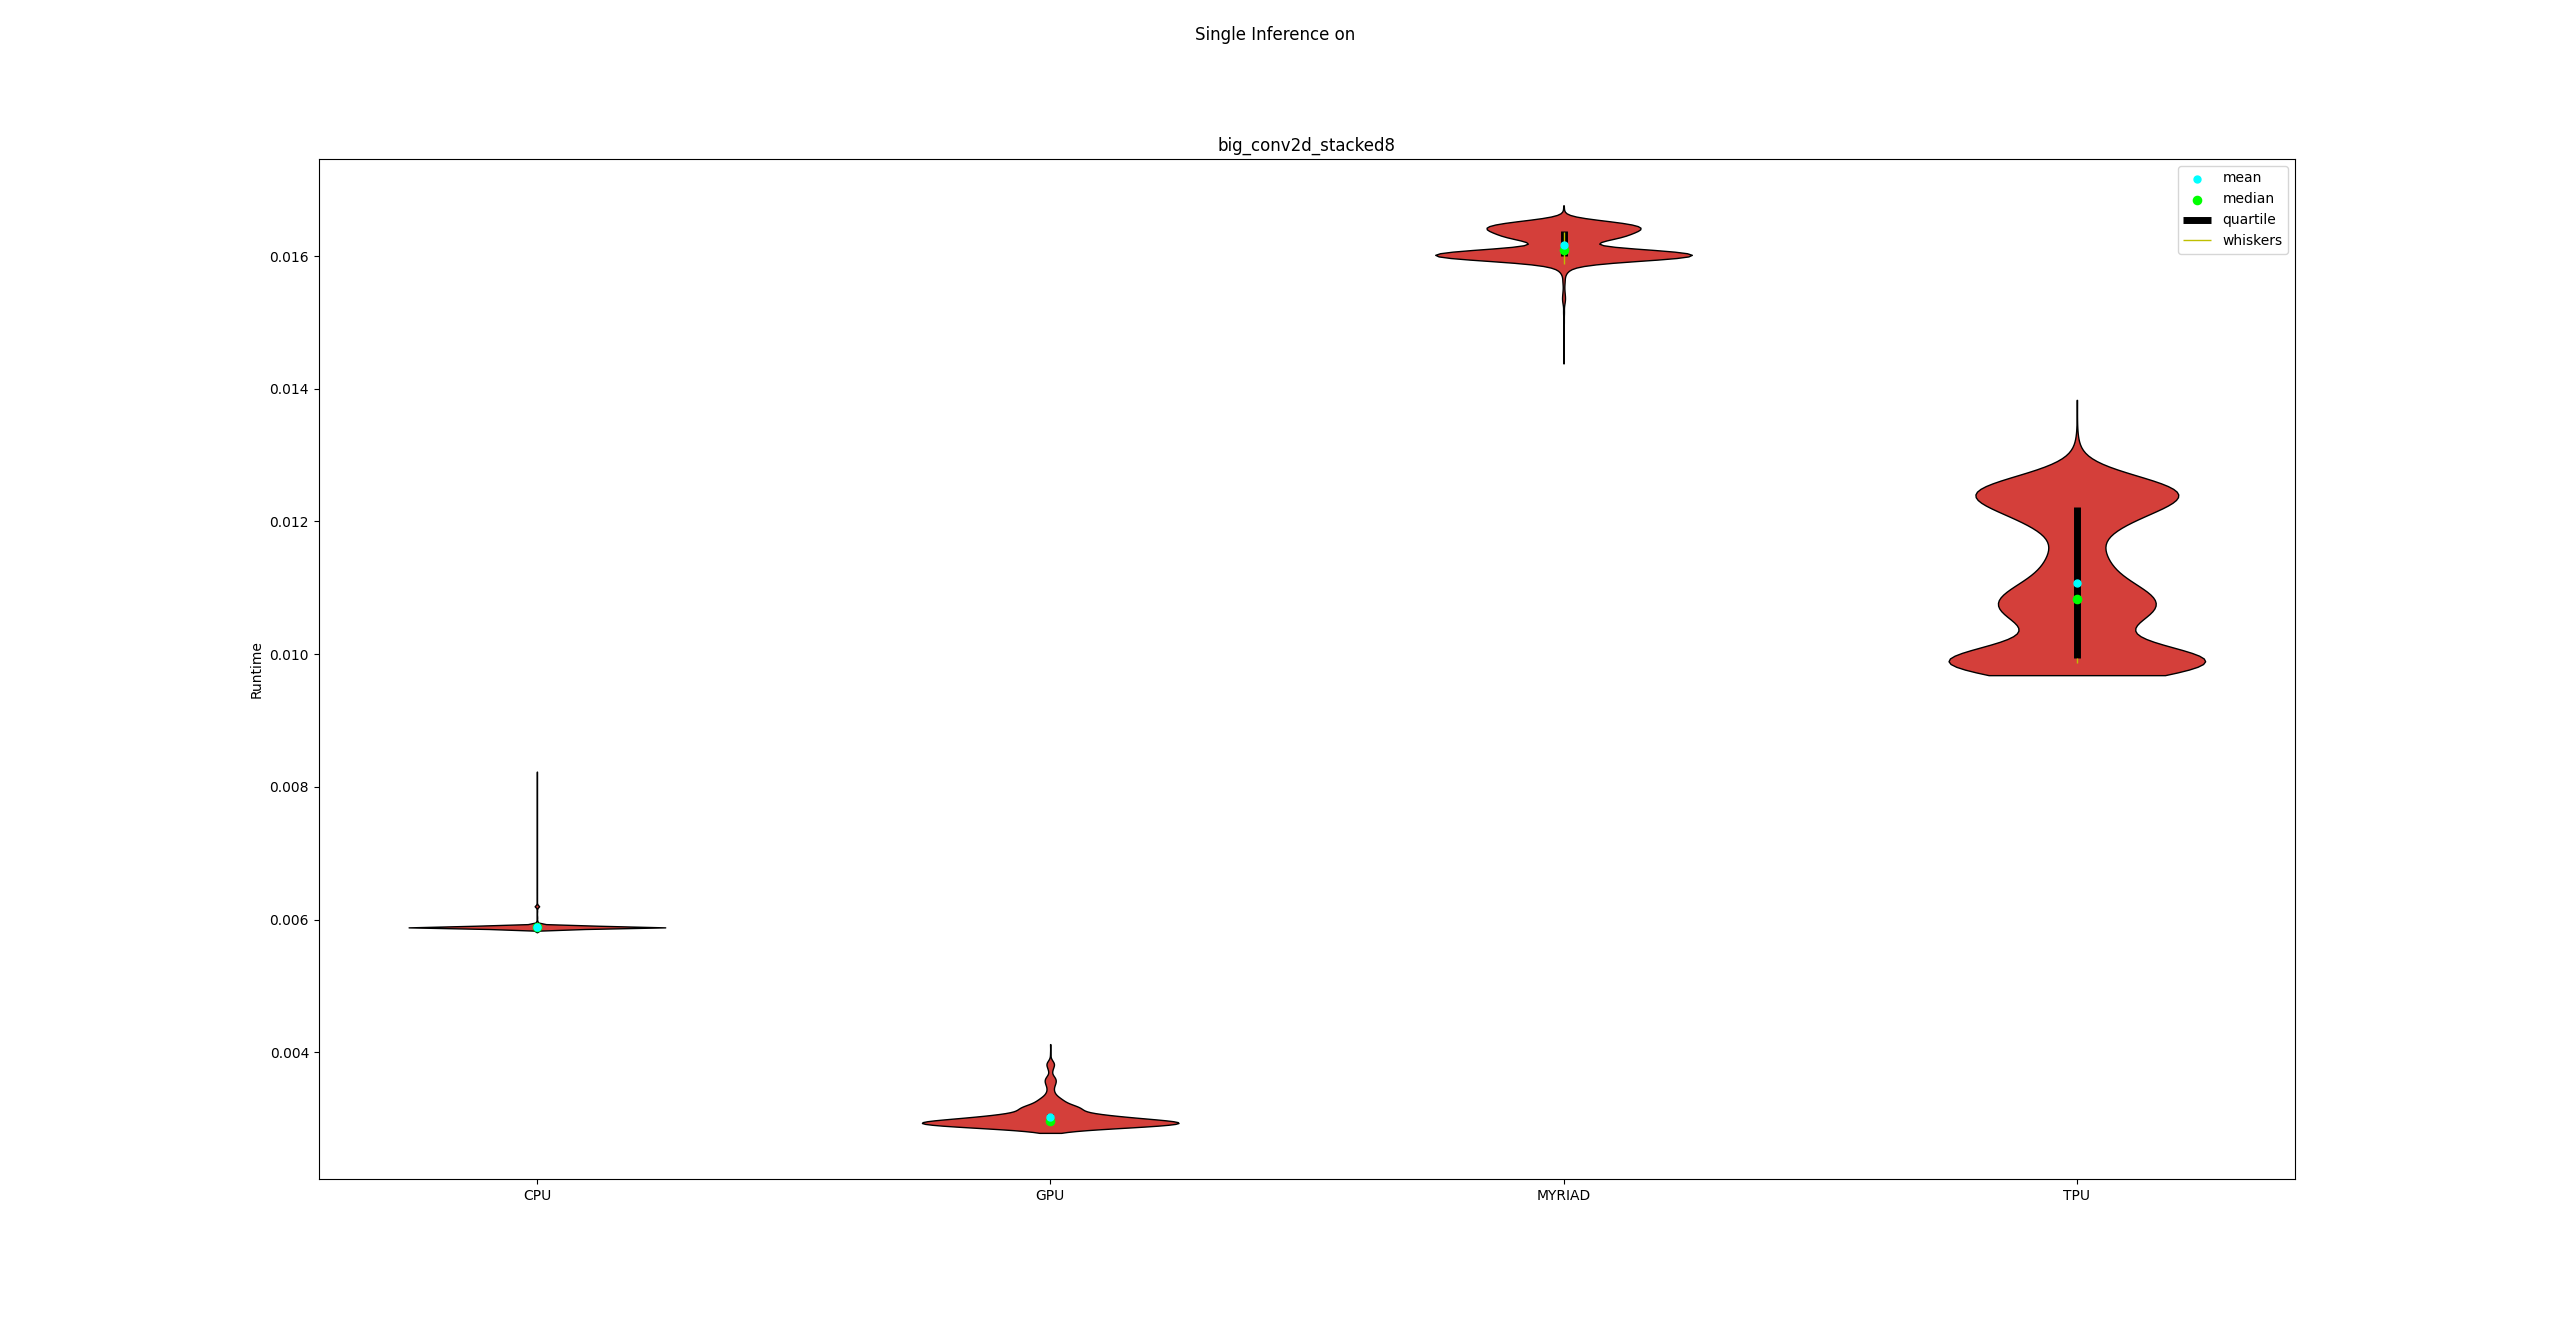 Single Inference on
big_conv2d_stacked8
mean
median
quartile
whiskers
0.016
0.014
0.012
0.010
0.008
0.006
0.004
Runtime
CPU
GPU
MYRIAD
TPU